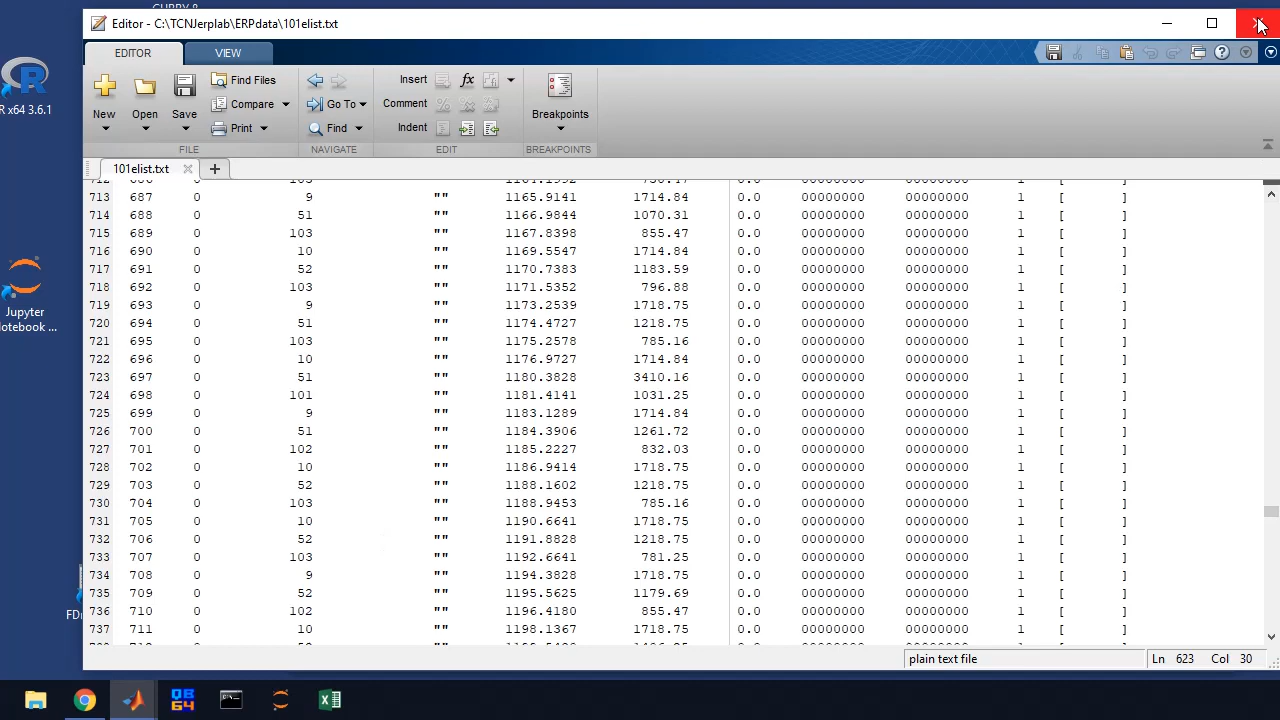 CURRY 8
Editor - C:\TCNJerplab\ERPdata\101elist.txt
EDITOR VIEW
New
Open
Save
Find Files
Compare
Print
FILE
Go To
Find
NAVIGATE
Insert
Comment
Indent
EDIT
Breakpoints
BREAKPOINTS
101elist.txt
713 687 0 9 "" 1165.9141 1714.84 0.0 00000000 00000000 1 [ ]
714 688 0 51 "" 1166.9844 1070.31 0.0 00000000 00000000 1 [ ]
715 689 0 103 "" 1167.8398 855.47 0.0 00000000 00000000 1 [ ]
716 690 0 10 "" 1169.5547 1714.84 0.0 00000000 00000000 1 [ ]
717 691 0 52 "" 1170.7383 1183.59 0.0 00000000 00000000 1 [ ]
718 692 0 103 "" 1171.5352 796.88 0.0 00000000 00000000 1 [ ]
719 693 0 9 "" 1173.2539 1718.75 0.0 00000000 00000000 1 [ ]
720 694 0 51 "" 1174.4727 1218.75 0.0 00000000 00000000 1 [ ]
721 695 0 103 "" 1175.2578 785.16 0.0 00000000 00000000 1 [ ]
722 696 0 10 "" 1176.9727 1714.84 0.0 00000000 00000000 1 [ ]
723 697 0 51 "" 1180.3828 3410.16 0.0 00000000 00000000 1 [ ]
724 698 0 101 "" 1181.4141 1031.25 0.0 00000000 00000000 1 [ ]
725 699 0 9 "" 1183.1289 1714.84 0.0 00000000 00000000 1 [ ]
726 700 0 51 "" 1184.3906 1261.72 0.0 00000000 00000000 1 [ ]
727 701 0 102 "" 1185.2227 832.03 0.0 00000000 00000000 1 [ ]
728 702 0 10 "" 1186.9414 1718.75 0.0 00000000 00000000 1 [ ]
729 703 0 52 "" 1188.1602 1218.75 0.0 00000000 00000000 1 [ ]
730 704 0 103 "" 1188.9453 785.16 0.0 00000000 00000000 1 [ ]
731 705 0 10 "" 1190.6641 1718.75 0.0 00000000 00000000 1 [ ]
732 706 0 52 "" 1191.8828 1218.75 0.0 00000000 00000000 1 [ ]
733 707 0 103 "" 1192.6641 781.25 0.0 00000000 00000000 1 [ ]
734 708 0 9 "" 1194.3828 1718.75 0.0 00000000 00000000 1 [ ]
735 709 0 52 "" 1195.5625 1179.69 0.0 00000000 00000000 1 [ ]
736 710 0 102 "" 1196.4180 855.47 0.0 00000000 00000000 1 [ ]
737 711 0 10 "" 1198.1367 1718.75 0.0 00000000 00000000 1 [ ]
plain text file
Ln 623 Col 30
R x64 3.6.1
Jupyter
otebook ...
FDr
QB
64